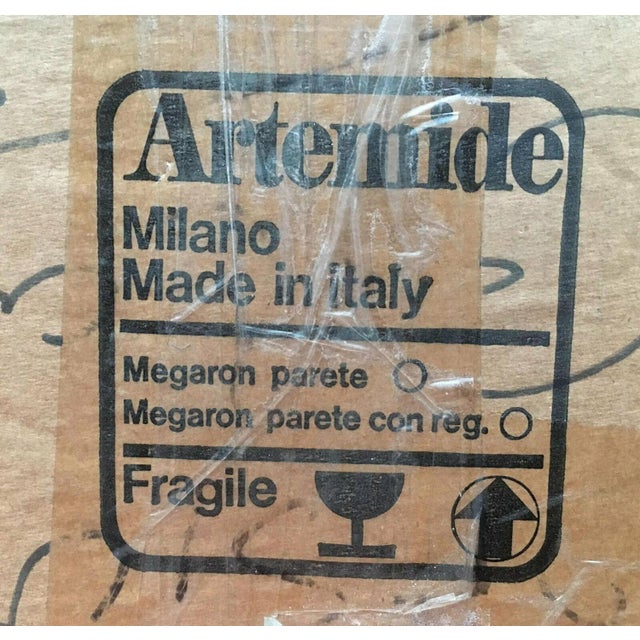 Artemide
Milano
Made in italy
Megaron parete
Megaron parete con reg.
Fragile